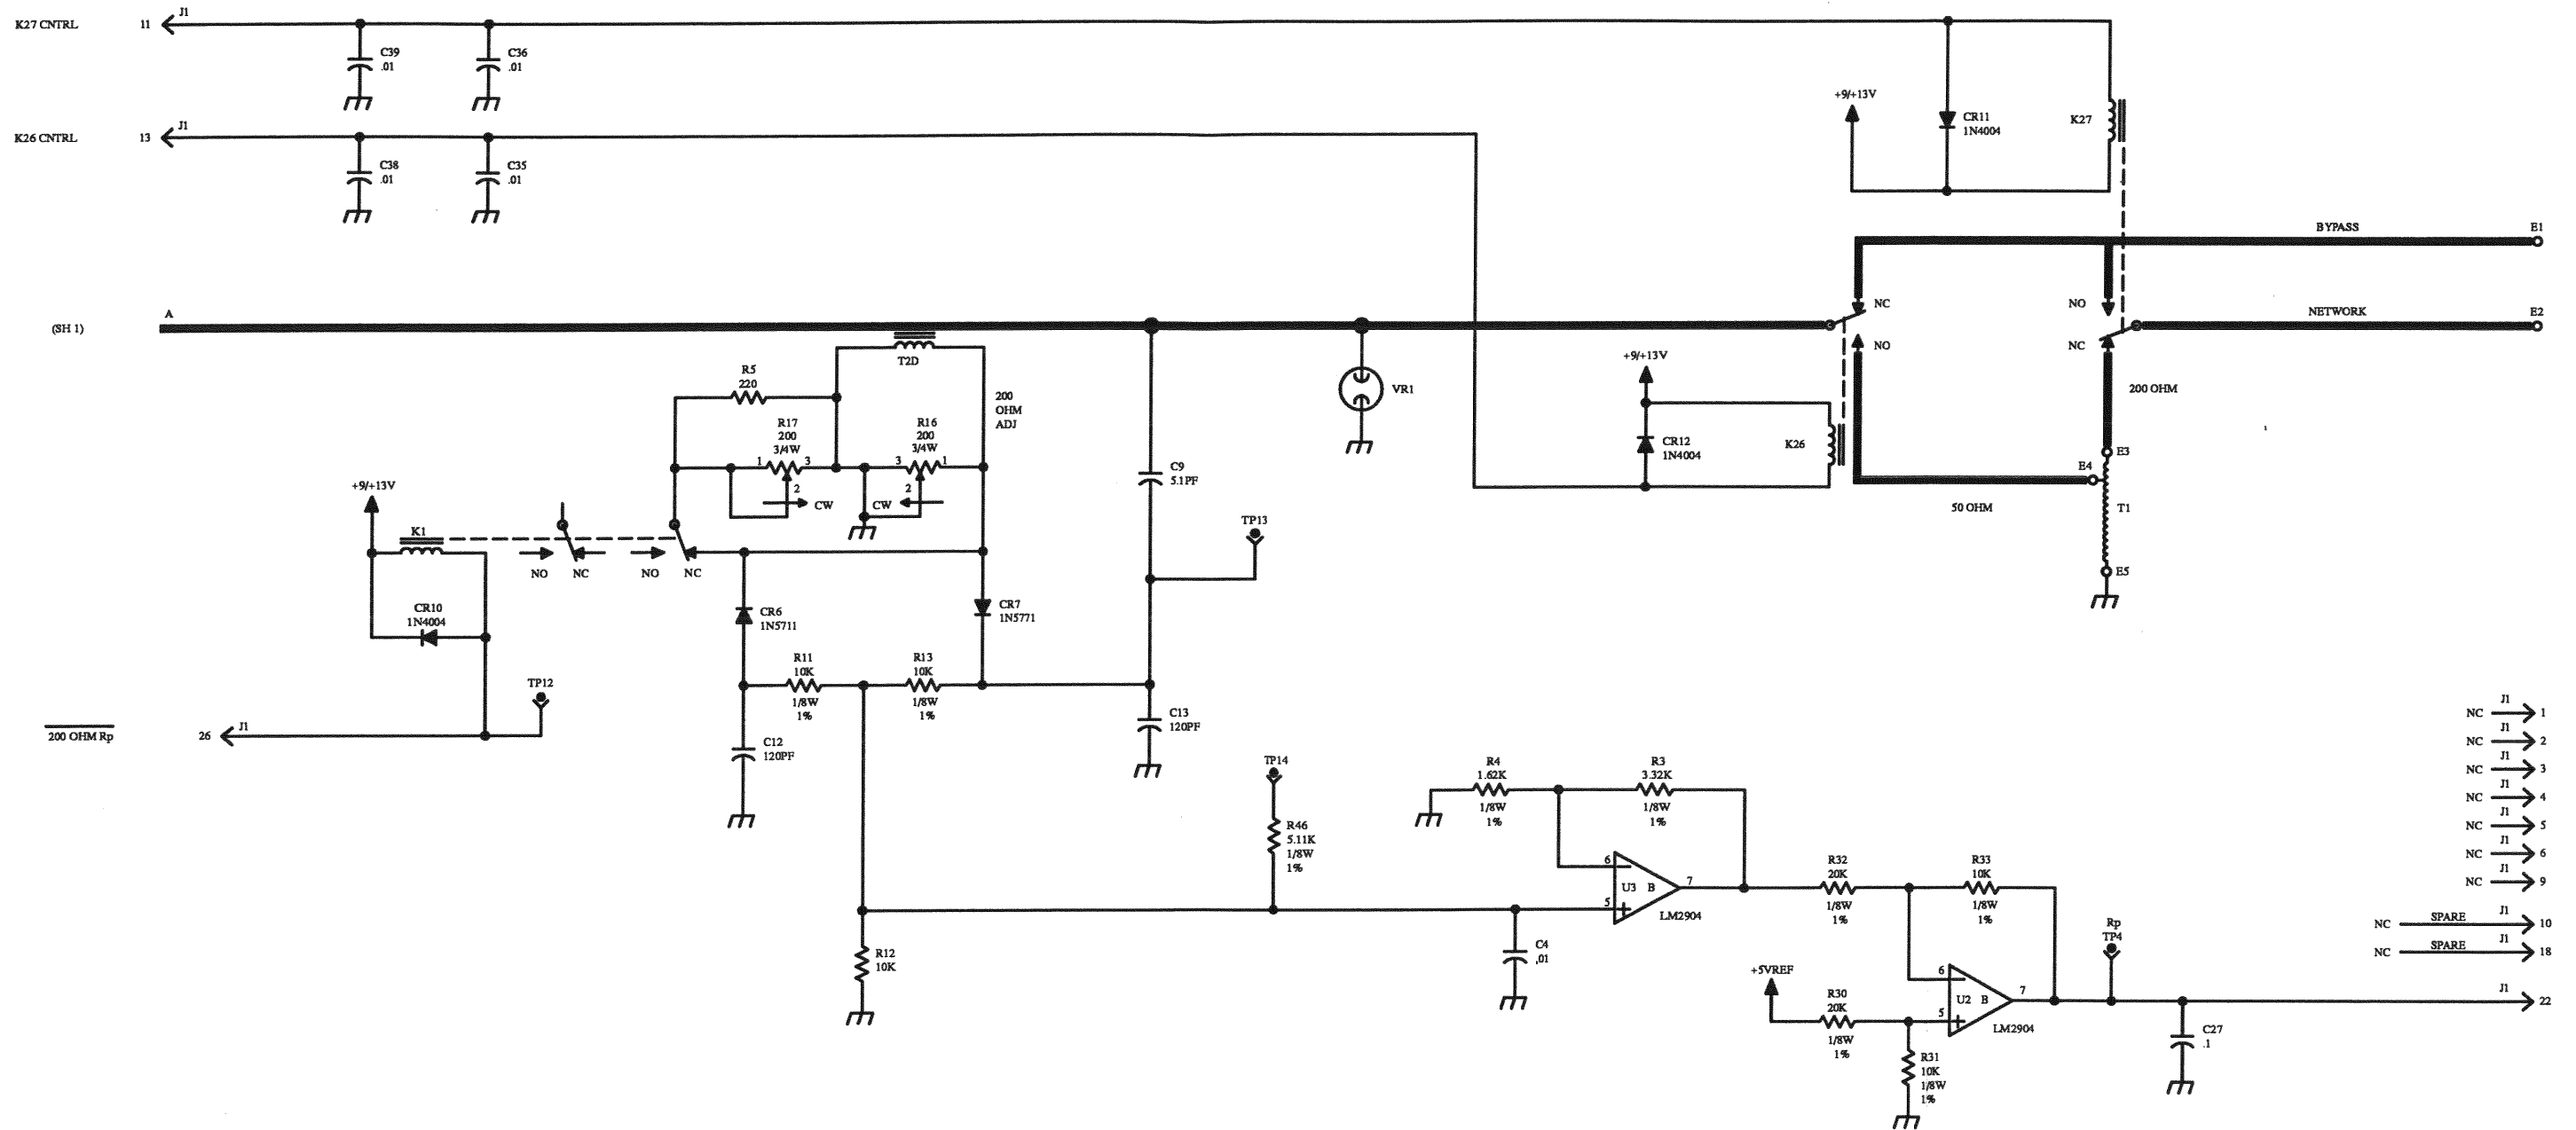 K27 CNTRL
11
J1
C39
.01
C36
.01
K26 CNTRL
13
J1
C38
.01
C35
.01
+9/+13V
CR11
1N4004
K27
BYPASS
E1
(SH 1)
A
NC
NO
NO
NC
NETWORK
E2
T2D
R5
220
200
OHM
ADJ
R17
200
3/4W
1
3
2
CW
R16
200
3/4W
3
1
2
CW
VR1
+9/+13V
CR12
1N4004
K26
200 OHM
E3
E4
50 OHM
T1
E5
C9
5.1PF
TP13
+9/+13V
K1
NO
NC
NO
NC
CR10
1N4004
CR6
1N5711
CR7
1N5771
R11
10K
1/8W
1%
R13
10K
1/8W
1%
TP12
200 OHM Rp
26
J1
C12
120PF
C13
120PF
TP14
R46
5.11K
1/8W
1%
R4
1.62K
1/8W
1%
R3
3.32K
1/8W
1%
6
5
U3 B
7
LM2904
R12
10K
C4
.01
R32
20K
1/8W
1%
R33
10K
1/8W
1%
+5VREF
R30
20K
1/8W
1%
6
5
U2 B
7
LM2904
R31
10K
1/8W
1%
Rp
TP4
C27
.1
NC J1 1
NC J1 2
NC J1 3
NC J1 4
NC J1 5
NC J1 6
NC J1 9
NC SPARE J1 10
NC SPARE J1 18
J1 22